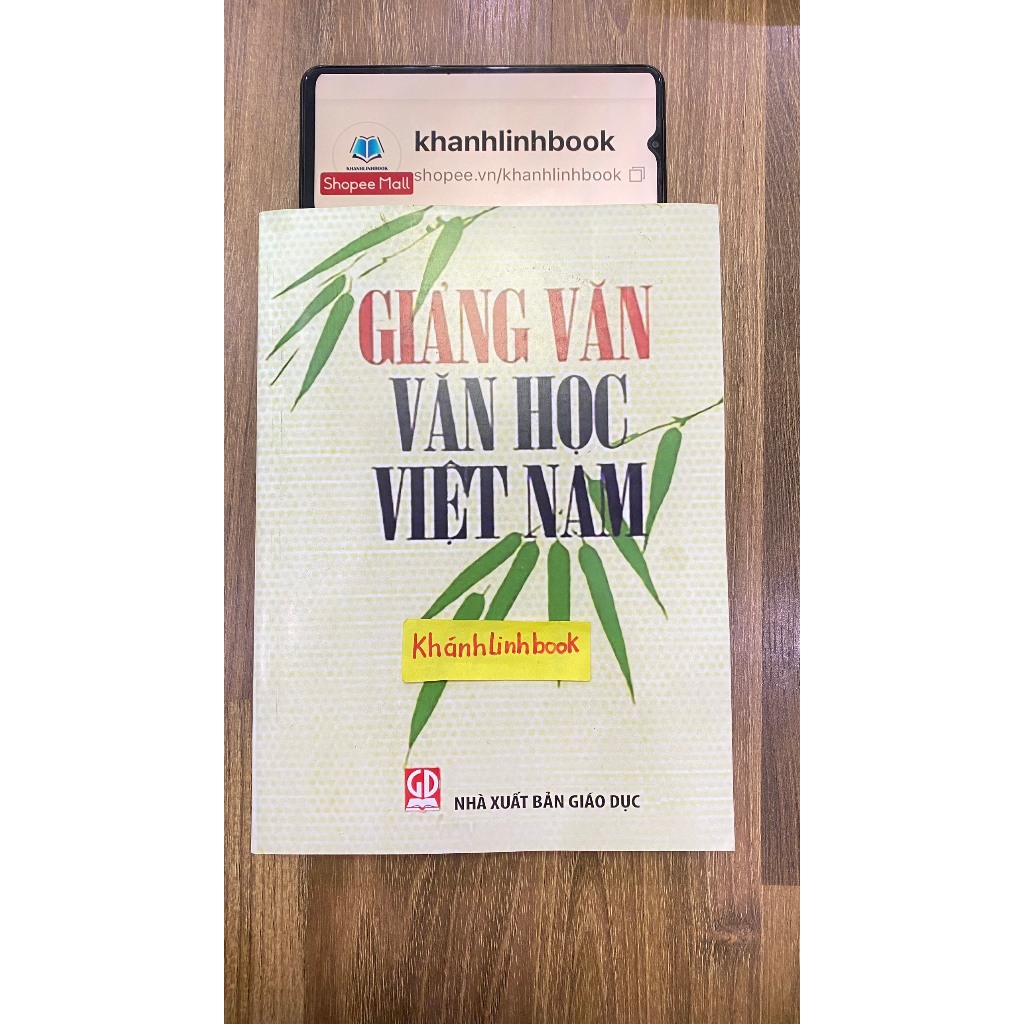 khanhlinhbook
KHANHLINHBOOK
Shopee Mall
shopee.vn/khanhlinhbook
GIẢNG VĂN
VĂN HỌC
VIỆT NAM
Khánhlinhbook
GD
NHÀ XUẤT BẢN GIÁO DỤC